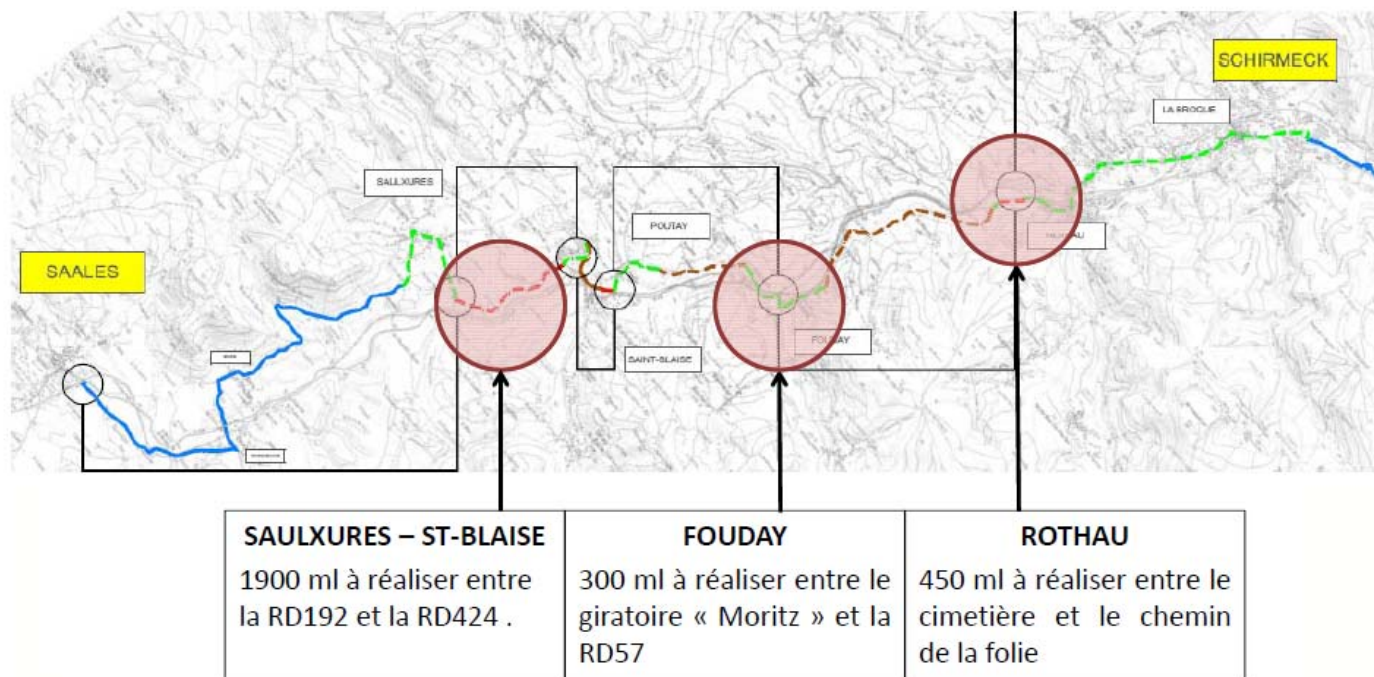 SCHIRMECK
LA BROQUE
SAULXURES
POUTAY
SAALES
SAINT-BLAISE
FOUDAY
SAULXURES – ST-BLAISE
1900 ml à réaliser entre
la RD192 et la RD424 .
FOUDAY
300 ml à réaliser entre le
giratoire « Moritz » et la
RD57
ROTHAU
450 ml à réaliser entre le
cimetière et le chemin
de la folie